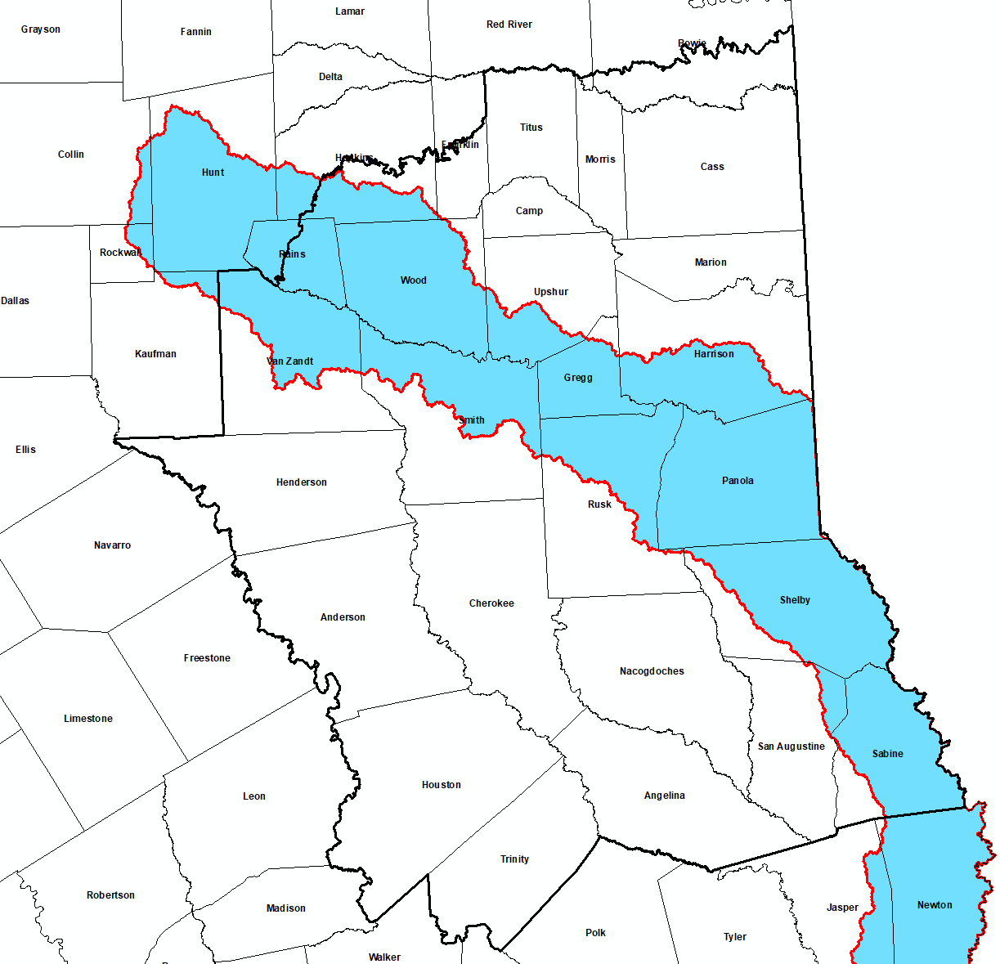 Lamar
Red River
Grayson
Fannin
Bowie
Delta
Titus
Franklin
Collin
Hopkins
Morris
Cass
Hunt
Camp
Rockwall
Rains
Marion
Wood
Upshur
Dallas
Kaufman
Van Zandt
Harrison
Gregg
Smith
Ellis
Henderson
Panola
Rusk
Navarro
Shelby
Cherokee
Anderson
Freestone
Nacogdoches
Limestone
San Augustine
Sabine
Houston
Leon
Angelina
Trinity
Robertson
Madison
Jasper
Newton
Polk
Tyler
Walker